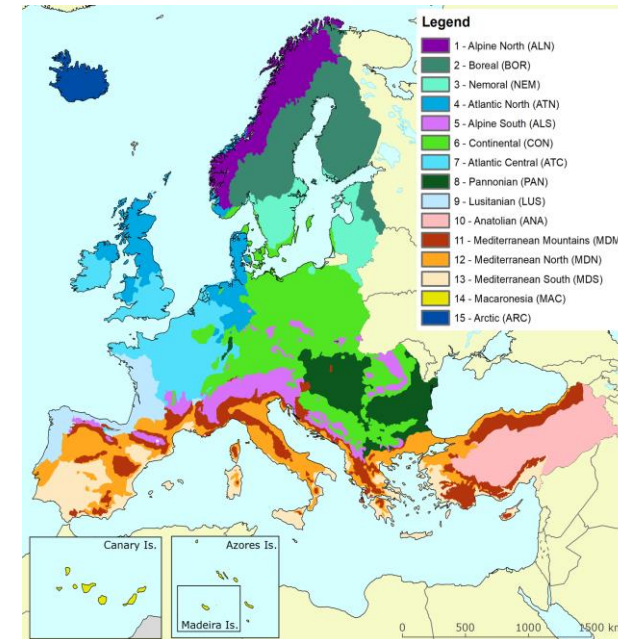 Legend
1 - Alpine North (ALN)
2 - Boreal (BOR)
3 - Nemoral (NEM)
4 - Atlantic North (ATN)
5 - Alpine South (ALS)
6 - Continental (CON)
7 - Atlantic Central (ATC)
8 - Pannonian (PAN)
9 - Lusitanian (LUS)
10 - Anatolian (ANA)
11 - Mediterranean Mountains (MDM
12 - Mediterranean North (MDN)
13 - Mediterranean South (MDS)
14 - Macaronesia (MAC)
15 - Arctic (ARC)
Canary Is.
Azores Is.
Madeira Is.
0 500 1000 1500 km